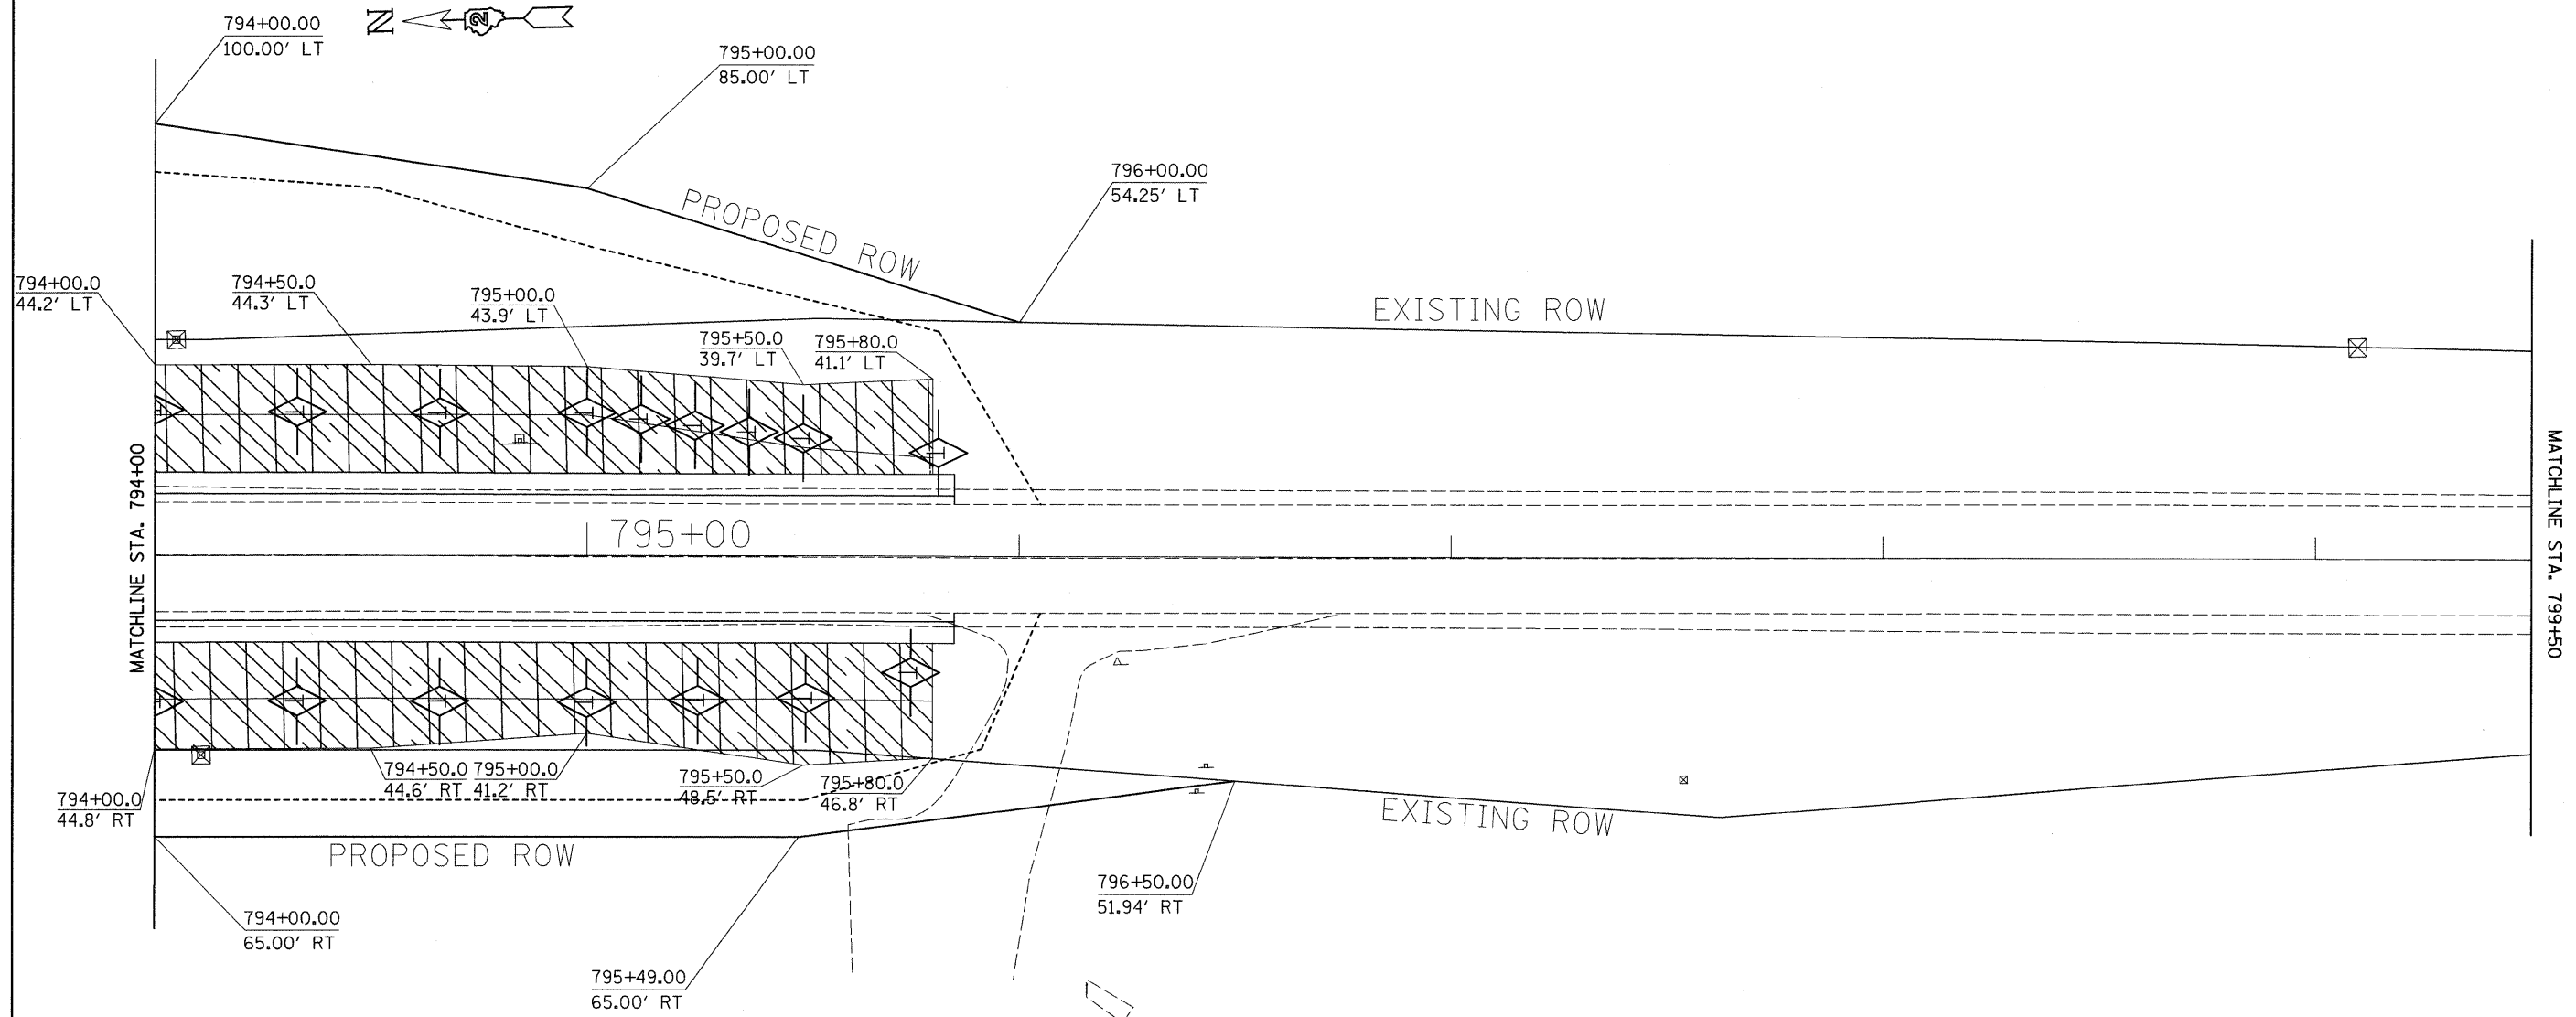 794+00.00
100.00' LT
N
2
795+00.00
85.00' LT
796+00.00
54.25' LT
PROPOSED ROW
794+00.0
44.2' LT
794+50.0
44.3' LT
795+00.0
43.9' LT
795+50.0
39.7' LT
795+80.0
41.1' LT
EXISTING ROW
MATCHLINE STA. 794+00
795+00
MATCHLINE STA. 799+50
794+00.0
44.8' RT
794+50.0
44.6' RT
795+00.0
41.2' RT
795+50.0
48.5' RT
795+80.0
46.8' RT
EXISTING ROW
PROPOSED ROW
794+00.00
65.00' RT
796+50.00
51.94' RT
795+49.00
65.00' RT